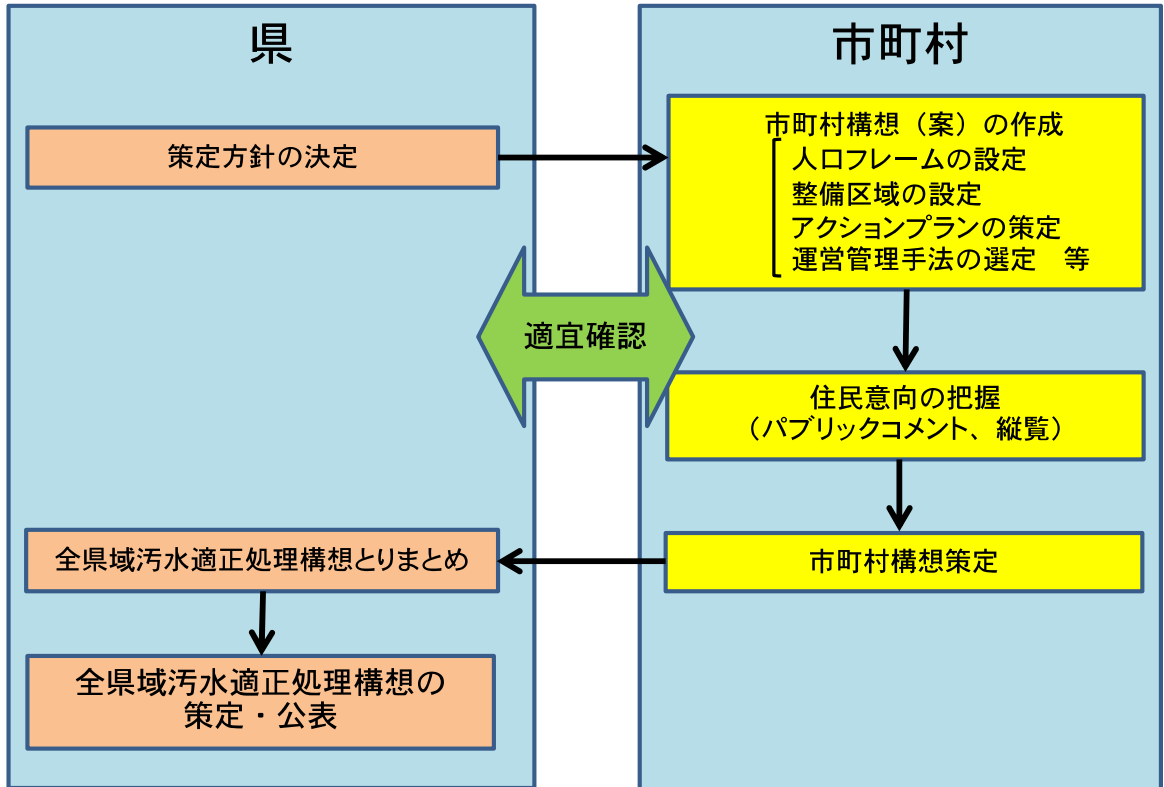 県
策定方針の決定
市町村
市町村構想（案）の作成
人口フレームの設定
整備区域の設定
アクションプランの策定
運営管理手法の選定　等
適宜確認
住民意向の把握
（パブリックコメント、縦覧）
市町村構想策定
全県域汚水適正処理構想とりまとめ
全県域汚水適正処理構想の
策定・公表